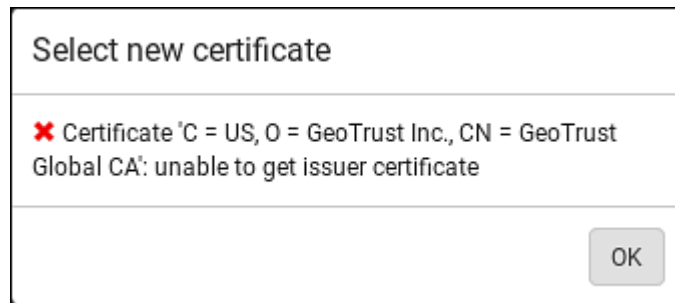 Select new certificate
✖ Certificate 'C = US, O = GeoTrust Inc., CN = GeoTrust
Global CA': unable to get issuer certificate
OK